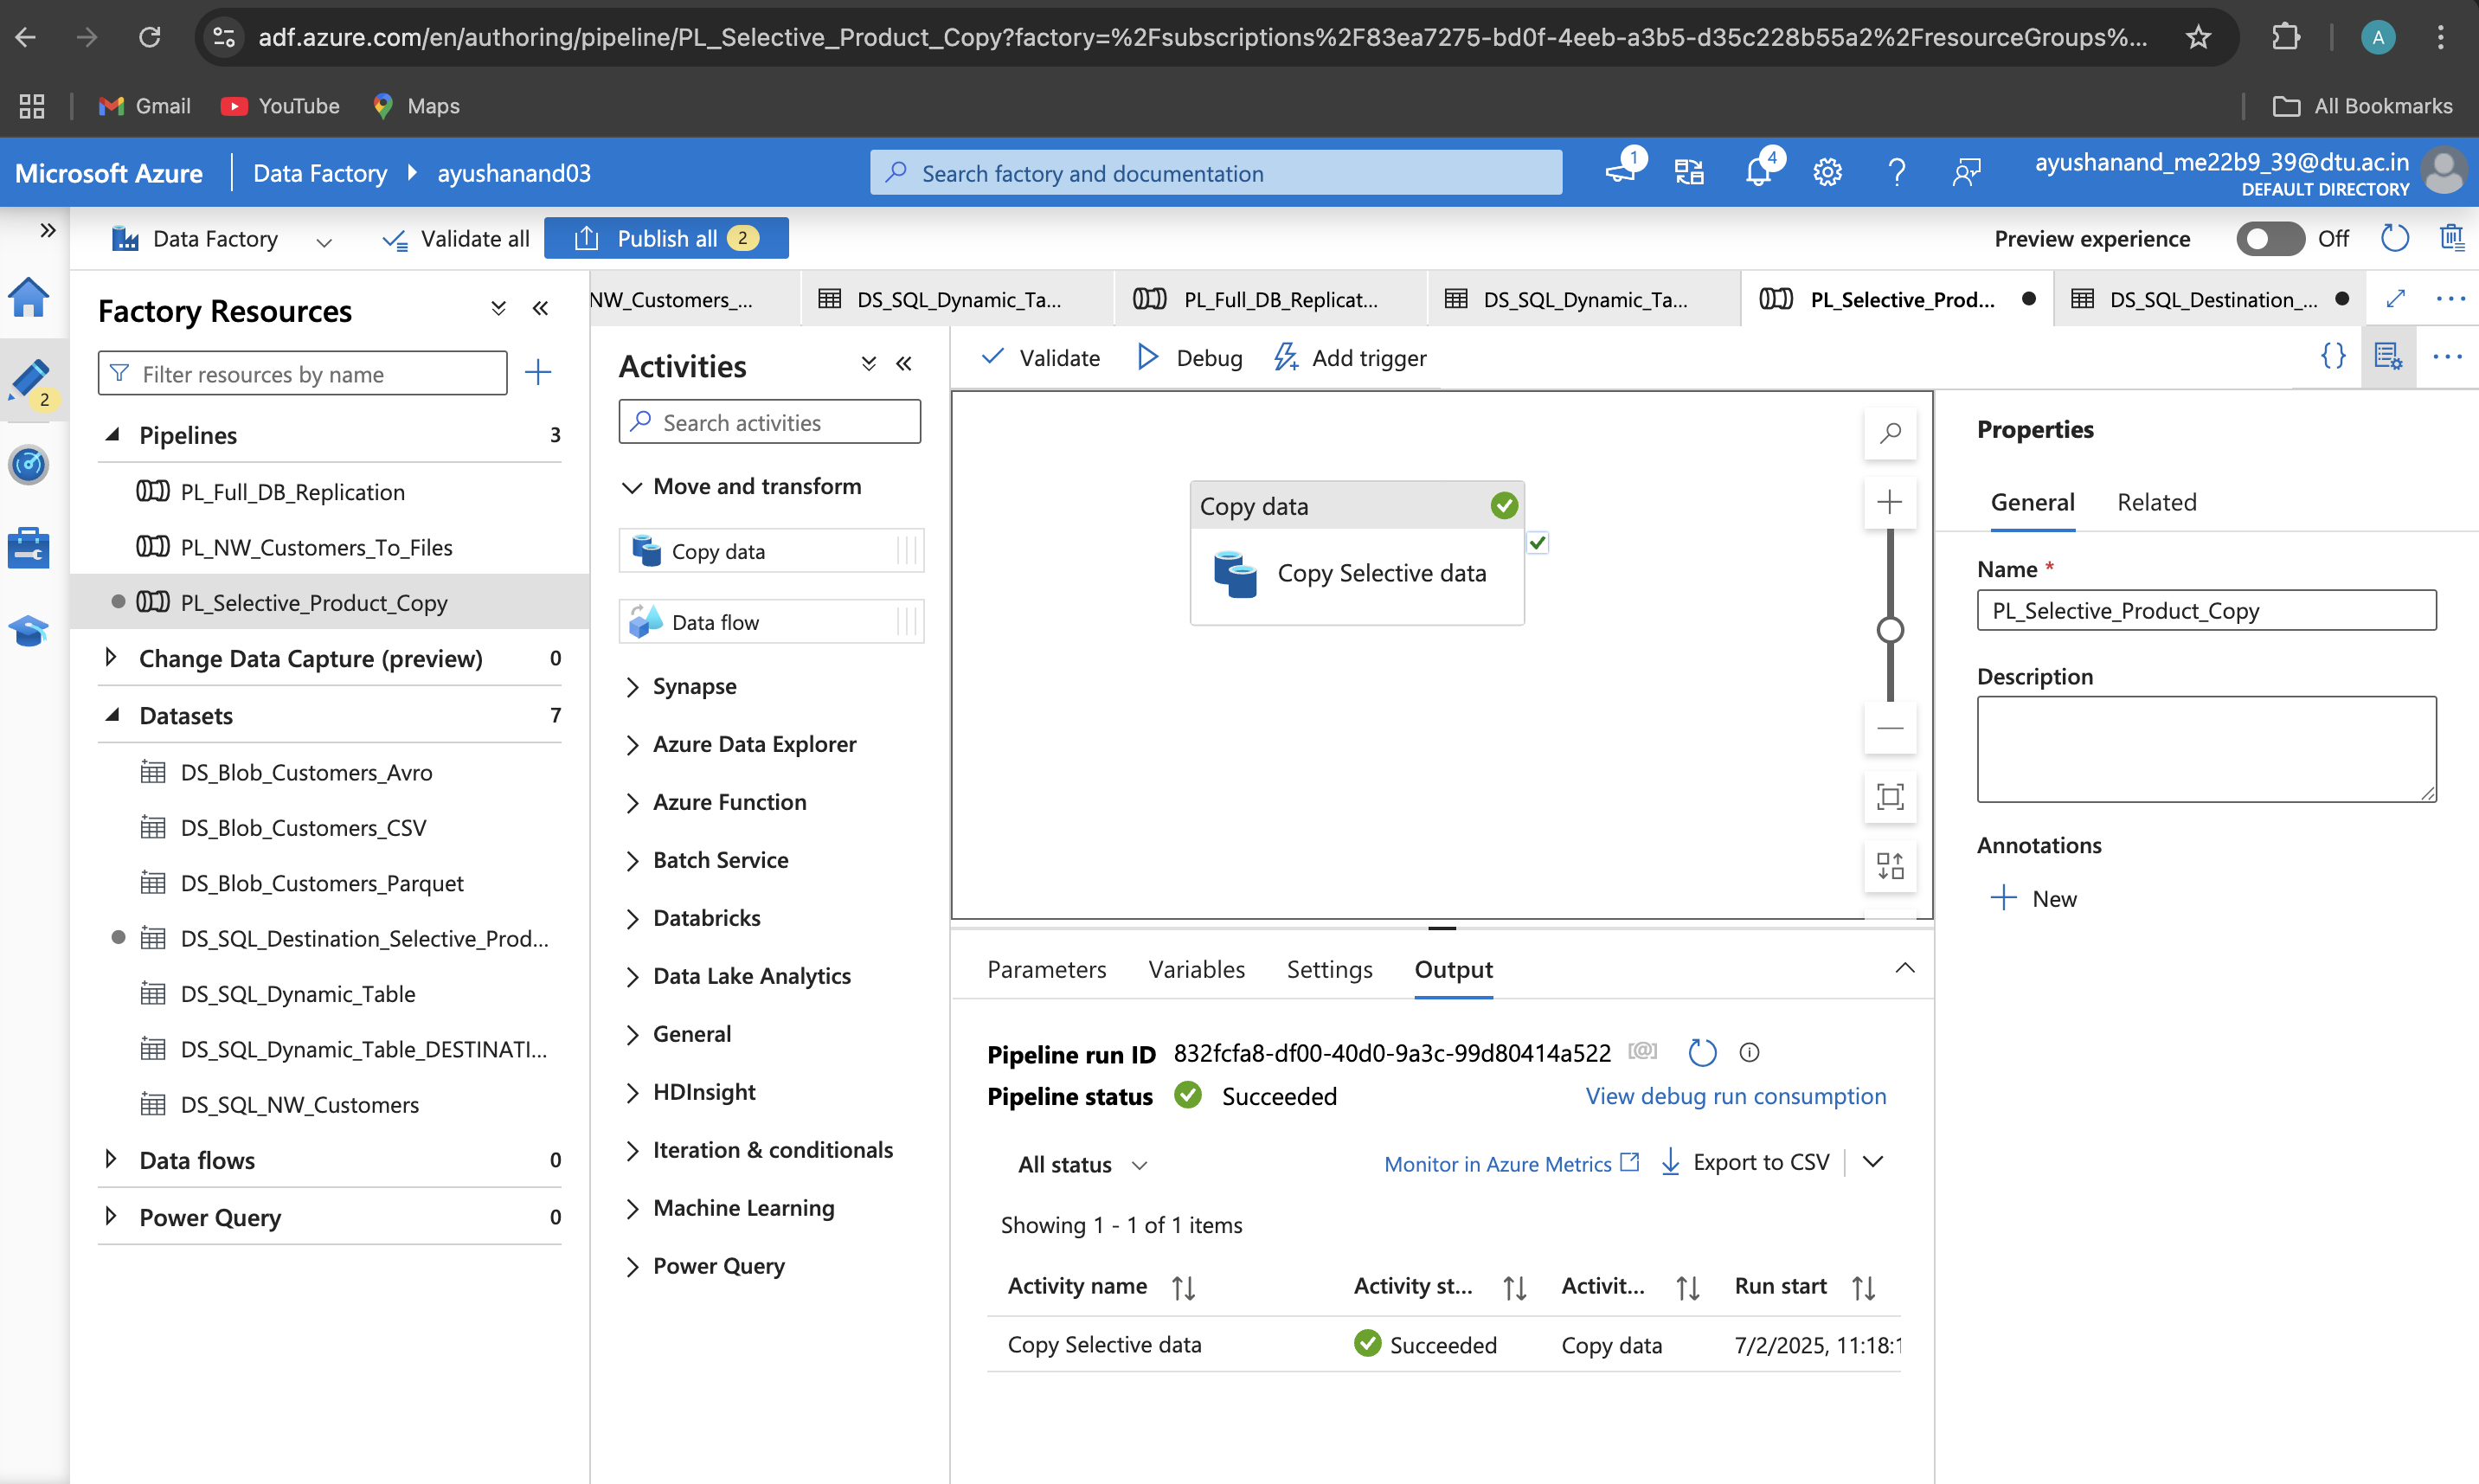 adf.azure.com/en/authoring/pipeline/PL_Selective_Product_Copy?factory=%2Fsubscriptions%2F83ea7275-bd0f-4eeb-a3b5-d35c228b55a2%2FresourceGroups%...
A
Gmail
YouTube
Maps
All Bookmarks
Microsoft Azure
Data Factory
ayushanand03
Search factory and documentation
1
4
ayushanand_me22b9_39@dtu.ac.in
DEFAULT DIRECTORY
Data Factory
Validate all
Publish all 2
Preview experience
Off
2
Factory Resources
Filter resources by name
Pipelines 3
PL_Full_DB_Replication
PL_NW_Customers_To_Files
PL_Selective_Product_Copy
Change Data Capture (preview) 0
Datasets 7
DS_Blob_Customers_Avro
DS_Blob_Customers_CSV
DS_Blob_Customers_Parquet
DS_SQL_Destination_Selective_Prod...
DS_SQL_Dynamic_Table
DS_SQL_Dynamic_Table_DESTINATI...
DS_SQL_NW_Customers
Data flows 0
Power Query 0
NW_Customers_...
DS_SQL_Dynamic_Ta...
PL_Full_DB_Replicat...
DS_SQL_Dynamic_Ta...
PL_Selective_Prod...
DS_SQL_Destination_...
Activities
Search activities
Move and transform
Copy data
Data flow
Synapse
Azure Data Explorer
Azure Function
Batch Service
Databricks
Data Lake Analytics
General
HDInsight
Iteration & conditionals
Machine Learning
Power Query
Validate
Debug
Add trigger
Copy data
Copy Selective data
Parameters
Variables
Settings
Output
Pipeline run ID 832fcfa8-df00-40d0-9a3c-99d80414a522
Pipeline status Succeeded
View debug run consumption
All status
Monitor in Azure Metrics
Export to CSV
Showing 1 - 1 of 1 items
Activity name Activity st... Activit... Run start
Copy Selective data Succeeded Copy data 7/2/2025, 11:18:1
Properties
General
Related
Name *
PL_Selective_Product_Copy
Description
Annotations
New